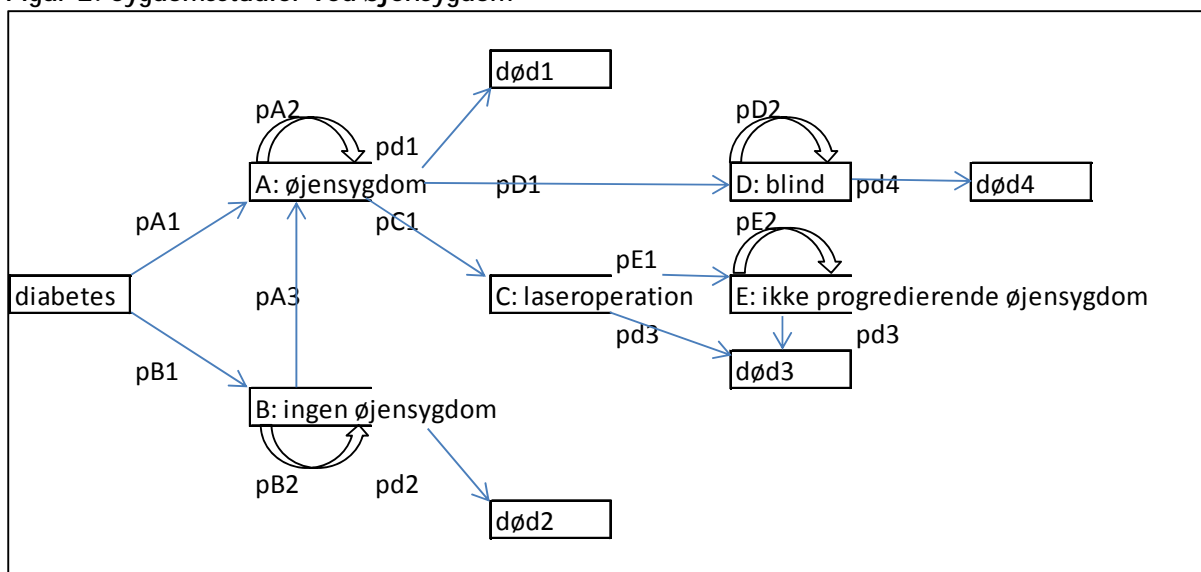 død1
pA2
pD2
pd1
A: øjensygdom
pD1
D: blind
pd4
død4
pA1
pC1
pE2
pE1
diabetes
pA3
C: laseroperation
E: ikke progredierende øjensygdom
pd3
pd3
pB1
død3
B: ingen øjensygdom
pB2
pd2
død2